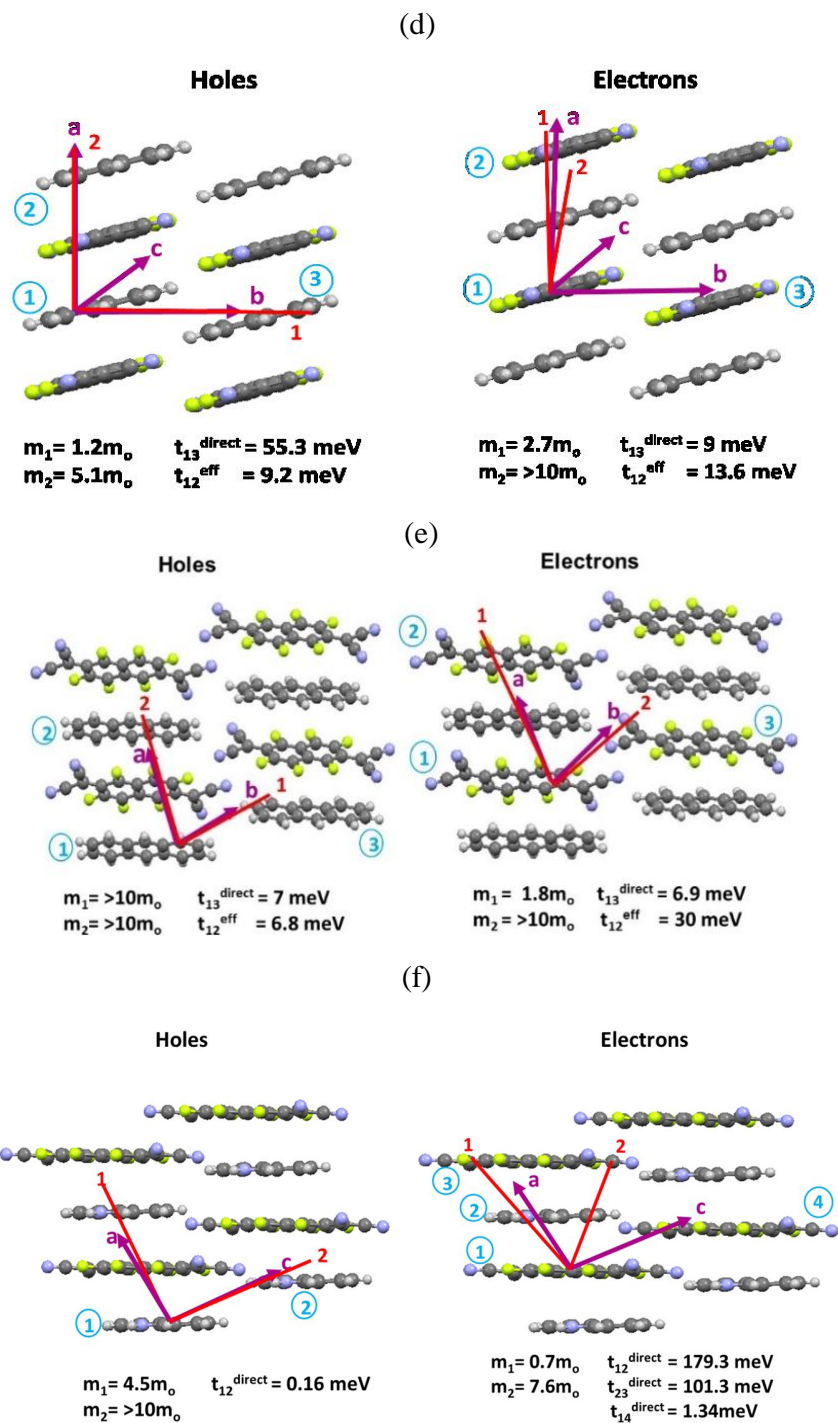 (d)
Holes
Electrons
a
2
2
c
1
3
b
1
1
a
2
2
c
1
b
3
m₁= 1.2mₒ t₁₃ᵈⁱʳᵉᶜᵗ = 55.3 meV
m₂= 5.1mₒ t₁₂ᵉᶠᶠ = 9.2 meV
m₁= 2.7mₒ t₁₃ᵈⁱʳᵉᶜᵗ = 9 meV
m₂= >10mₒ t₁₂ᵉᶠᶠ = 13.6 meV
(e)
Holes
Electrons
2
2
a
b
1
1
3
1
2
a
b
2
3
1
m₁= >10mₒ t₁₃ᵈⁱʳᵉᶜᵗ = 7 meV
m₂= >10mₒ t₁₂ᵉᶠᶠ = 6.8 meV
m₁= 1.8mₒ t₁₃ᵈⁱʳᵉᶜᵗ = 6.9 meV
m₂= >10mₒ t₁₂ᵉᶠᶠ = 30 meV
(f)
Holes
Electrons
1
a
c
2
2
1
1
2
3
a
2
c
4
1
m₁= 4.5mₒ t₁₂ᵈⁱʳᵉᶜᵗ = 0.16 meV
m₂= >10mₒ
m₁= 0.7mₒ t₁₂ᵈⁱʳᵉᶜᵗ = 179.3 meV
m₂= 7.6mₒ t₂₃ᵈⁱʳᵉᶜᵗ = 101.3 meV
t₁₄ᵈⁱʳᵉᶜᵗ = 1.34meV